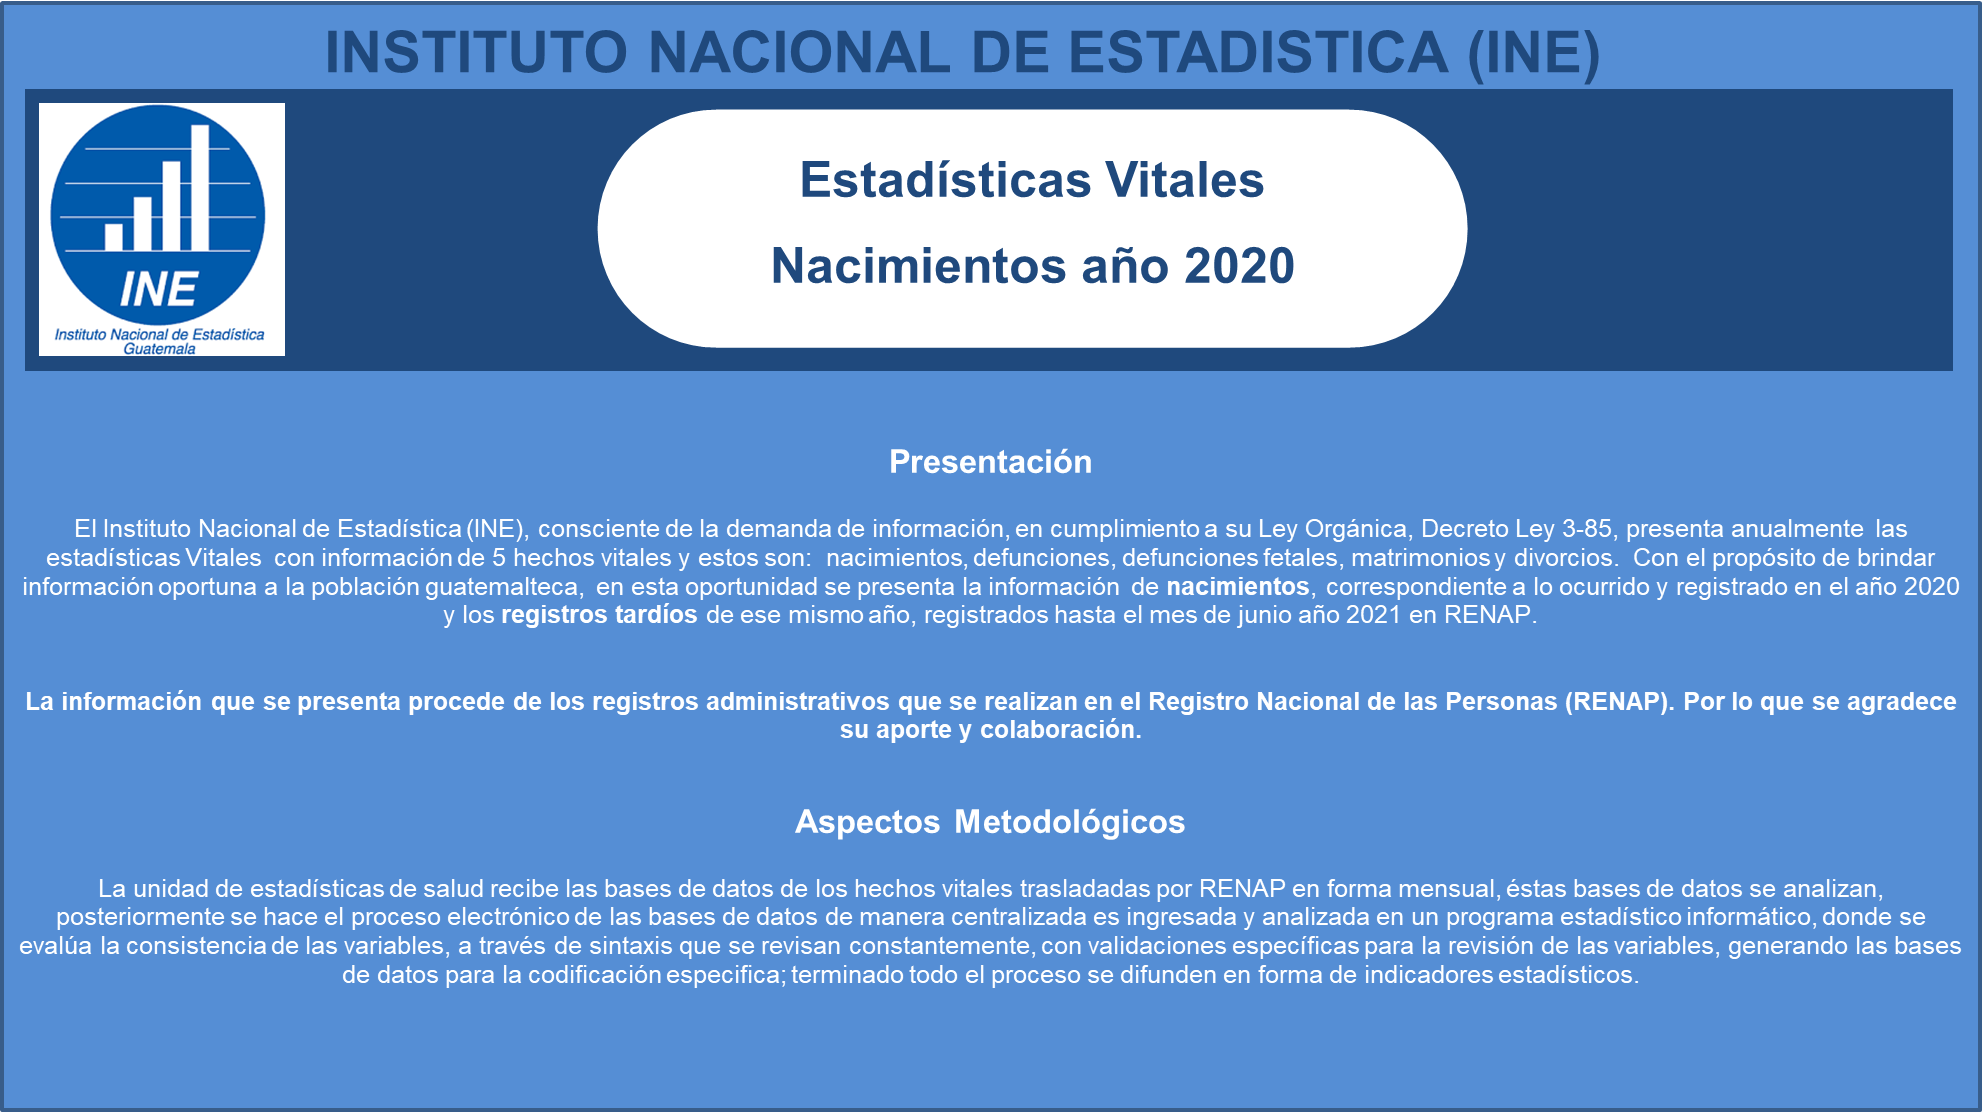 INSTITUTO NACIONAL DE ESTADISTICA (INE)
INE
Instituto Nacional de Estadística
Guatemala
Estadísticas Vitales
Nacimientos año 2020
Presentación
El Instituto Nacional de Estadística (INE), consciente de la demanda de información, en cumplimiento a su Ley Orgánica, Decreto Ley 3-85, presenta anualmente las
estadísticas Vitales con información de 5 hechos vitales y estos son: nacimientos, defunciones, defunciones fetales, matrimonios y divorcios. Con el propósito de brindar
información oportuna a la población guatemalteca, en esta oportunidad se presenta la información de nacimientos, correspondiente a lo ocurrido y registrado en el año 2020
y los registros tardíos de ese mismo año, registrados hasta el mes de junio año 2021 en RENAP.
La información que se presenta procede de los registros administrativos que se realizan en el Registro Nacional de las Personas (RENAP). Por lo que se agradece
su aporte y colaboración.
Aspectos Metodológicos
La unidad de estadísticas de salud recibe las bases de datos de los hechos vitales trasladadas por RENAP en forma mensual, éstas bases de datos se analizan,
posteriormente se hace el proceso electrónico de las bases de datos de manera centralizada es ingresada y analizada en un programa estadístico informático, donde se
evalúa la consistencia de las variables, a través de sintaxis que se revisan constantemente, con validaciones específicas para la revisión de las variables, generando las bases
de datos para la codificación especifica; terminado todo el proceso se difunden en forma de indicadores estadísticos.